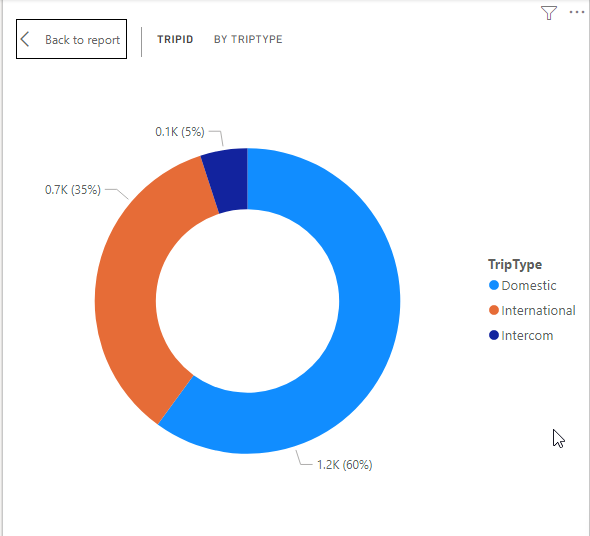 Back to report
TRIPID
BY TRIPTYPE
0.1K (5%)
0.7K (35%)
TripType
Domestic
International
Intercom
1.2K (60%)